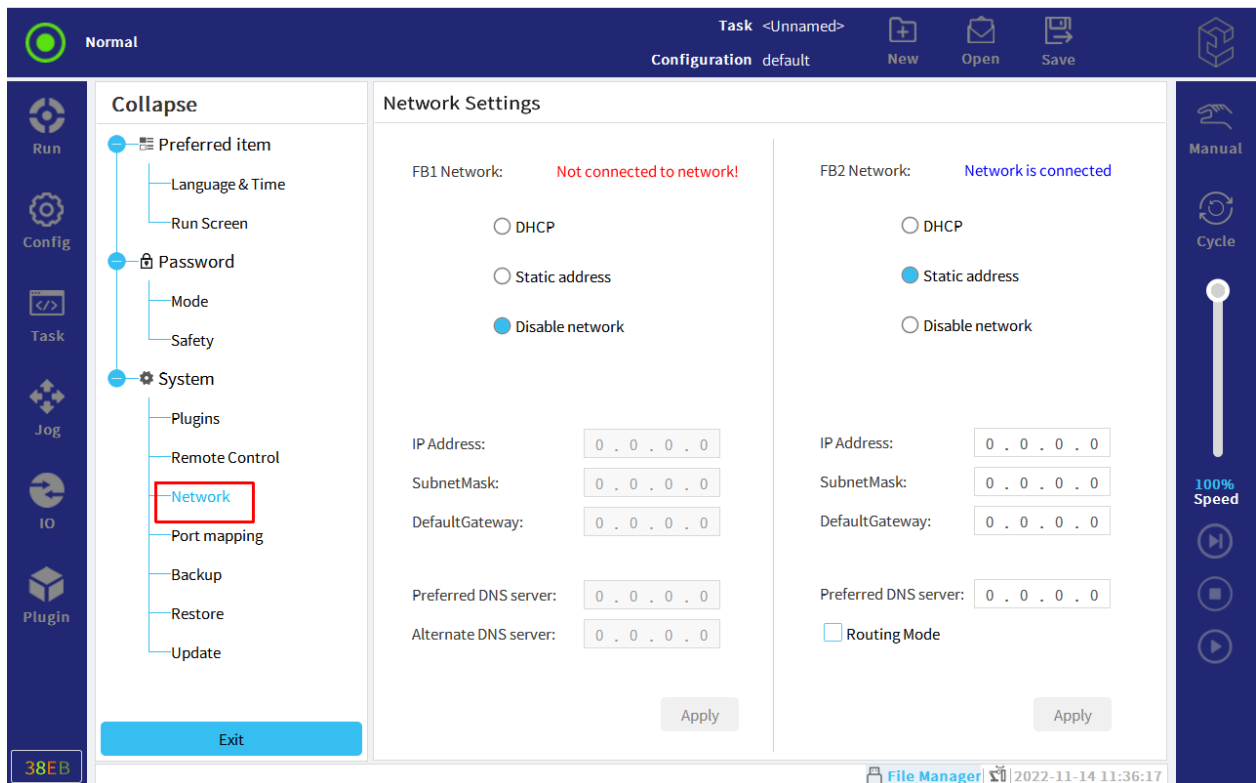 Normal
Task <Unnamed>
Configuration default
New
Open
Save
Run
Config
Task
Jog
IO
Plugin
38EB
Collapse
Preferred item
Language & Time
Run Screen
Password
Mode
Safety
System
Plugins
Remote Control
Network
Port mapping
Backup
Restore
Update
Exit
Network Settings
FB1 Network: Not connected to network!
DHCP
Static address
Disable network
IP Address: 0 . 0 . 0 . 0
SubnetMask: 0 . 0 . 0 . 0
DefaultGateway: 0 . 0 . 0 . 0
Preferred DNS server: 0 . 0 . 0 . 0
Alternate DNS server: 0 . 0 . 0 . 0
Apply
FB2 Network: Network is connected
DHCP
Static address
Disable network
IP Address: 0 . 0 . 0 . 0
SubnetMask: 0 . 0 . 0 . 0
DefaultGateway: 0 . 0 . 0 . 0
Preferred DNS server: 0 . 0 . 0 . 0
Routing Mode
Apply
Manual
Cycle
100%
Speed
File Manager 2022-11-14 11:36:17